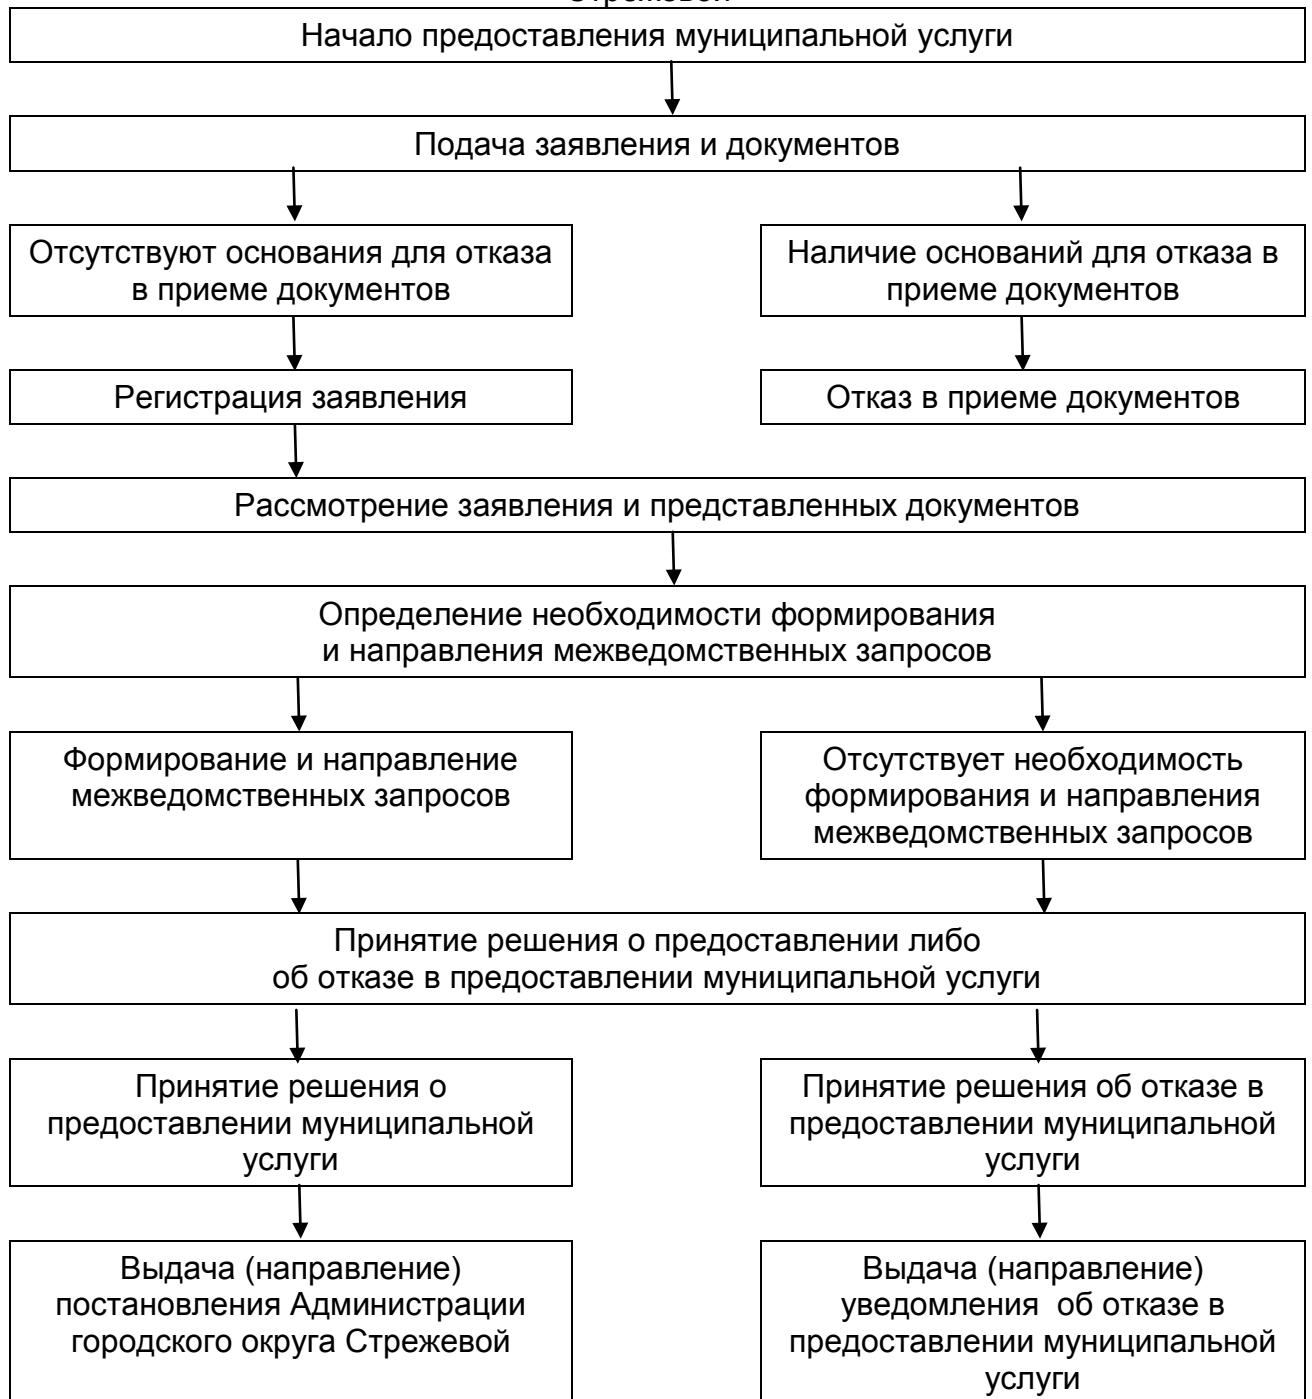 Начало предоставления муниципальной услуги
Подача заявления и документов
Отсутствуют основания для отказа
в приеме документов
Наличие оснований для отказа в
приеме документов
Регистрация заявления
Отказ в приеме документов
Рассмотрение заявления и представленных документов
Определение необходимости формирования
и направления межведомственных запросов
Формирование и направление
межведомственных запросов
Отсутствует необходимость
формирования и направления
межведомственных запросов
Принятие решения о предоставлении либо
об отказе в предоставлении муниципальной услуги
Принятие решения о
предоставлении муниципальной
услуги
Принятие решения об отказе в
предоставлении муниципальной
услуги
Выдача (направление)
постановления Администрации
городского округа Стрежевой
Выдача (направление)
уведомления об отказе в
предоставлении муниципальной
услуги